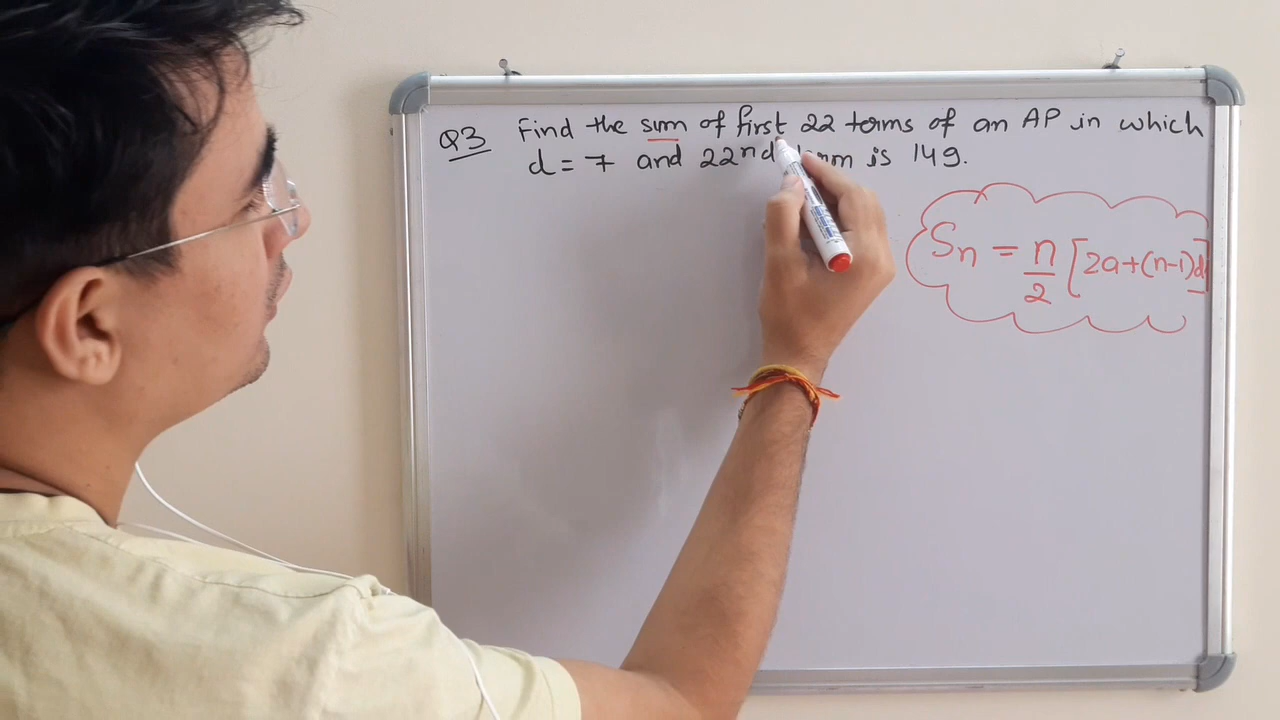 Q3 Find the sum of first 22 terms of an AP in which
d = 7 and 22nd term is 149.
Sn = n/2 [2a+(n-1)d]